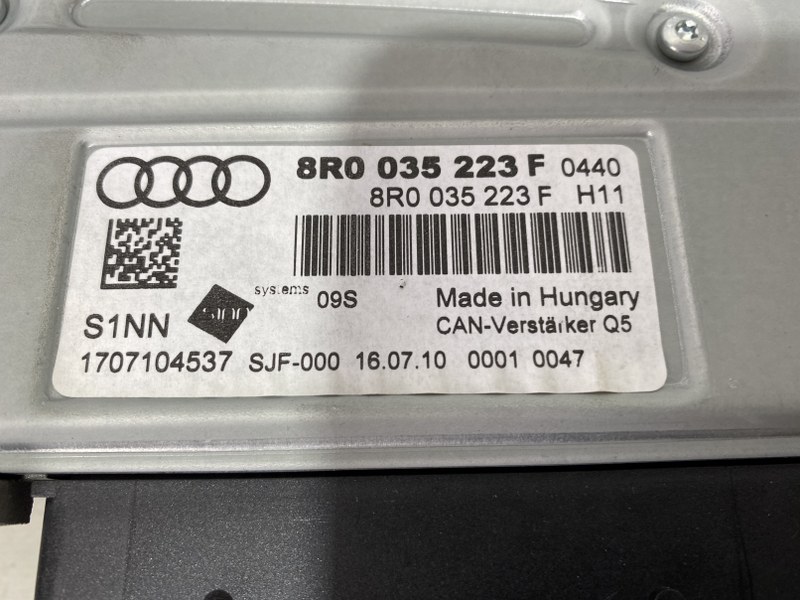 8R0 035 223 F 0440
8R0 035 223 F H11
systems 09S Made in Hungary
S1NN CAN-Verstärker Q5
1707104537 SJF-000 16.07.10 0001 0047